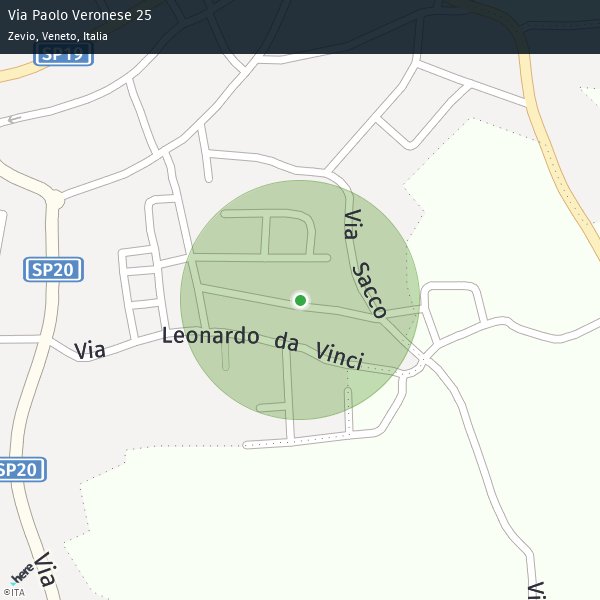 Via Paolo Veronese 25
Zevio, Veneto, Italia
SP19
Via Sacco
SP20
Via Leonardo da Vinci
SP20
Via
Vi
here
©ITA